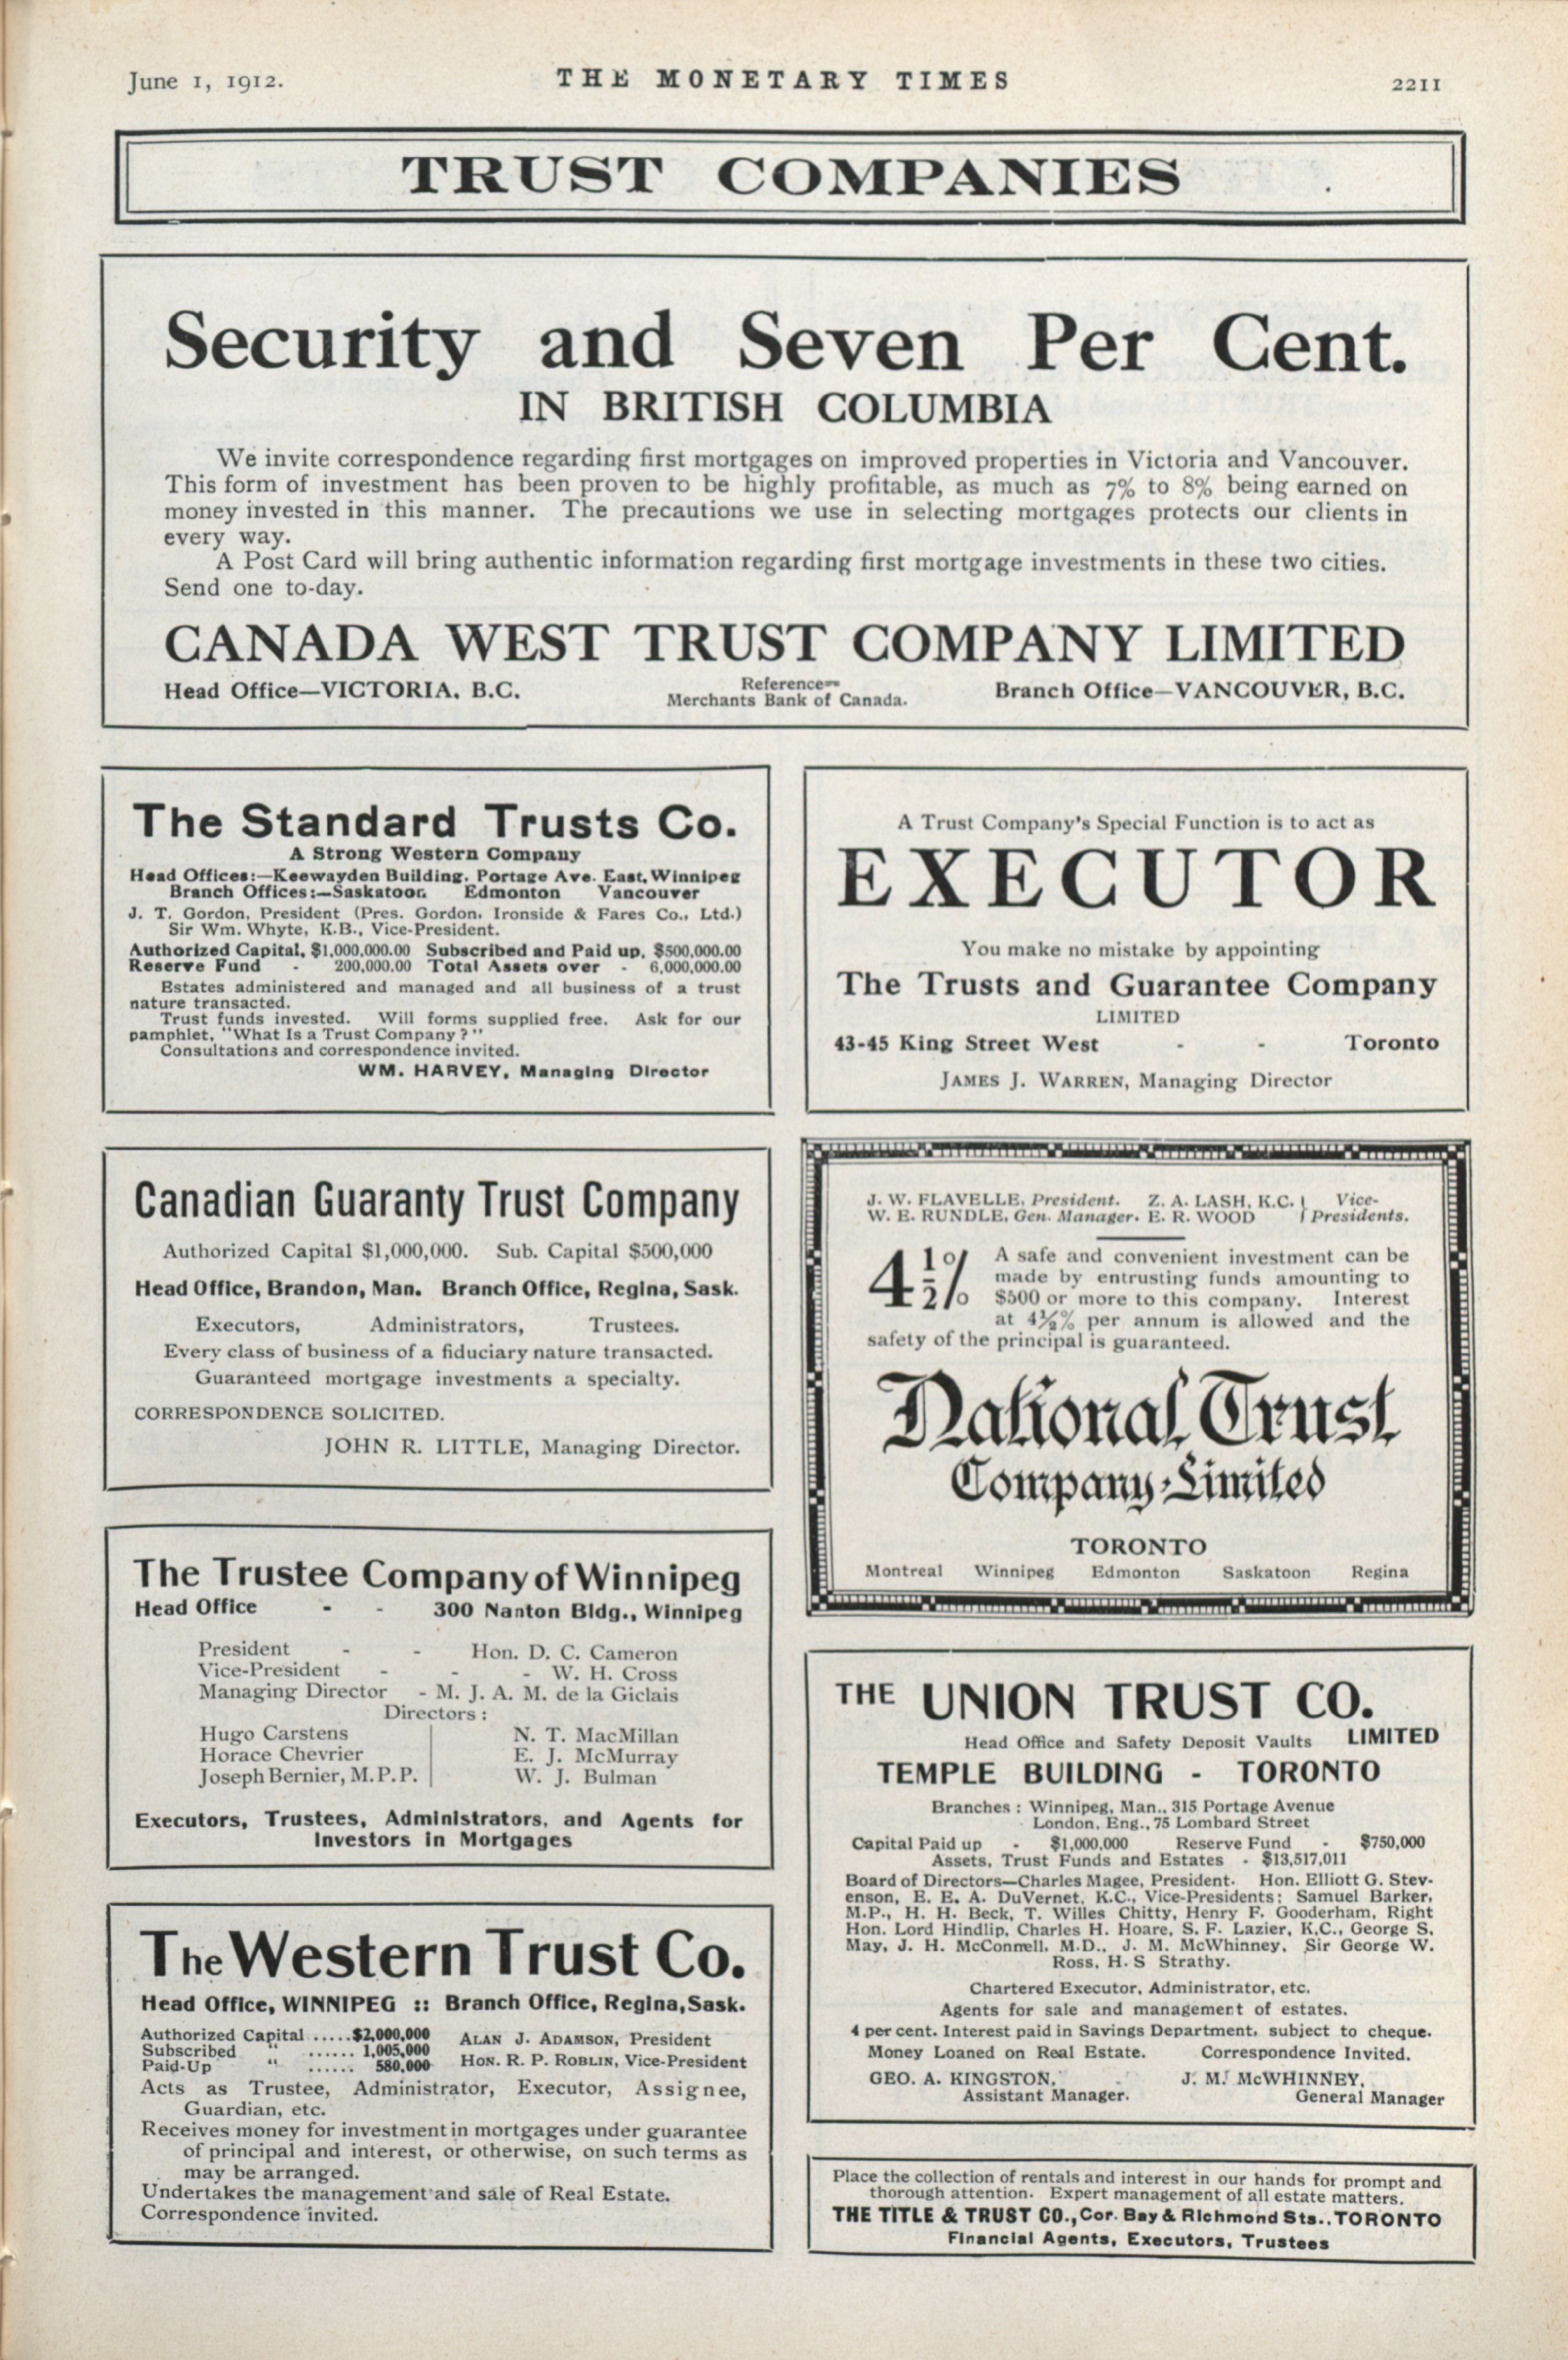 June 1, 1912.
THE MONETARY TIMES
2211
TRUST COMPANIES
Security and Seven Per Cent.
IN BRITISH COLUMBIA
We invite correspondence regarding first mortgages on improved properties in Victoria and Vancouver.
This form of investment has been proven to be highly profitable, as much as 7% to 8% being earned on
money invested in this manner. The precautions we use in selecting mortgages protects our clients in
every way.
A Post Card will bring authentic information regarding first mortgage investments in these two cities.
Send one to-day.
CANADA WEST TRUST COMPANY LIMITED
Head Office—VICTORIA, B.C.
Reference—
Merchants Bank of Canada.
Branch Office—VANCOUVER, B.C.
The Standard Trusts Co.
A Strong Western Company
Head Offices:—Keewayden Building, Portage Ave. East, Winnipeg
Branch Offices:—Saskatoon Edmonton Vancouver
J. T. Gordon, President (Pres. Gordon, Ironside & Fares Co., Ltd.)
Sir Wm. Whyte, K.B., Vice-President.
Authorized Capital, $1,000,000.00 Subscribed and Paid up, $500,000.00
Reserve Fund - 200,000.00 Total Assets over - 6,000,000.00
Estates administered and managed and all business of a trust
nature transacted.
Trust funds invested. Will forms supplied free. Ask for our
pamphlet, "What Is a Trust Company?"
Consultations and correspondence invited.
WM. HARVEY, Managing Director
A Trust Company's Special Function is to act as
EXECUTOR
You make no mistake by appointing
The Trusts and Guarantee Company
LIMITED
43-45 King Street West - - Toronto
JAMES J. WARREN, Managing Director
Canadian Guaranty Trust Company
Authorized Capital $1,000,000. Sub. Capital $500,000
Head Office, Brandon, Man. Branch Office, Regina, Sask.
Executors, Administrators, Trustees.
Every class of business of a fiduciary nature transacted.
Guaranteed mortgage investments a specialty.
CORRESPONDENCE SOLICITED.
JOHN R. LITTLE, Managing Director.
J. W. FLAVELLE, President. Z. A. LASH, K.C. } Vice-
W. E. RUNDLE, Gen. Manager. E. R. WOOD } Presidents.
4½% A safe and convenient investment can be
made by entrusting funds amounting to
$500 or more to this company. Interest
at 4½% per annum is allowed and the
safety of the principal is guaranteed.
National Trust
Company Limited
TORONTO
Montreal Winnipeg Edmonton Saskatoon Regina
The Trustee Company of Winnipeg
Head Office - - 300 Nanton Bldg., Winnipeg
President - - Hon. D. C. Cameron
Vice-President - - - W. H. Cross
Managing Director - M. J. A. M. de la Giclais
Directors:
Hugo Carstens N. T. MacMillan
Horace Chevrier E. J. McMurray
Joseph Bernier, M.P.P. W. J. Bulman
Executors, Trustees, Administrators, and Agents for
Investors in Mortgages
THE UNION TRUST CO.
LIMITED
Head Office and Safety Deposit Vaults
TEMPLE BUILDING - TORONTO
Branches: Winnipeg, Man., 315 Portage Avenue
London, Eng., 75 Lombard Street
Capital Paid up - $1,000,000 Reserve Fund - $750,000
Assets, Trust Funds and Estates - $13,517,011
Board of Directors—Charles Magee, President. Hon. Elliott G. Stev-
enson, E. E. A. DuVernet, K.C., Vice-Presidents; Samuel Barker,
M.P., H. H. Beck, T. Willes Chitty, Henry F. Gooderham, Right
Hon. Lord Hindlip, Charles H. Hoare, S. F. Lazier, K.C., George S.
May, J. H. McConnell, M.D., J. M. McWhinney, Sir George W.
Ross, H. S Strathy.
Chartered Executor, Administrator, etc.
Agents for sale and management of estates.
4 per cent. Interest paid in Savings Department, subject to cheque.
Money Loaned on Real Estate. Correspondence Invited.
GEO. A. KINGSTON, J. M. McWHINNEY,
Assistant Manager. General Manager
The Western Trust Co.
Head Office, WINNIPEG :: Branch Office, Regina, Sask.
Authorized Capital .....$2,000,000
Subscribed " ...... 1,005,000
Paid-Up " ...... 580,000
ALAN J. ADAMSON, President
HON. R. P. ROBLIN, Vice-President
Acts as Trustee, Administrator, Executor, Assignee,
Guardian, etc.
Receives money for investment in mortgages under guarantee
of principal and interest, or otherwise, on such terms as
may be arranged.
Undertakes the management and sale of Real Estate.
Correspondence invited.
Place the collection of rentals and interest in our hands for prompt and
thorough attention. Expert management of all estate matters.
THE TITLE & TRUST CO., Cor. Bay & Richmond Sts., TORONTO
Financial Agents, Executors, Trustees